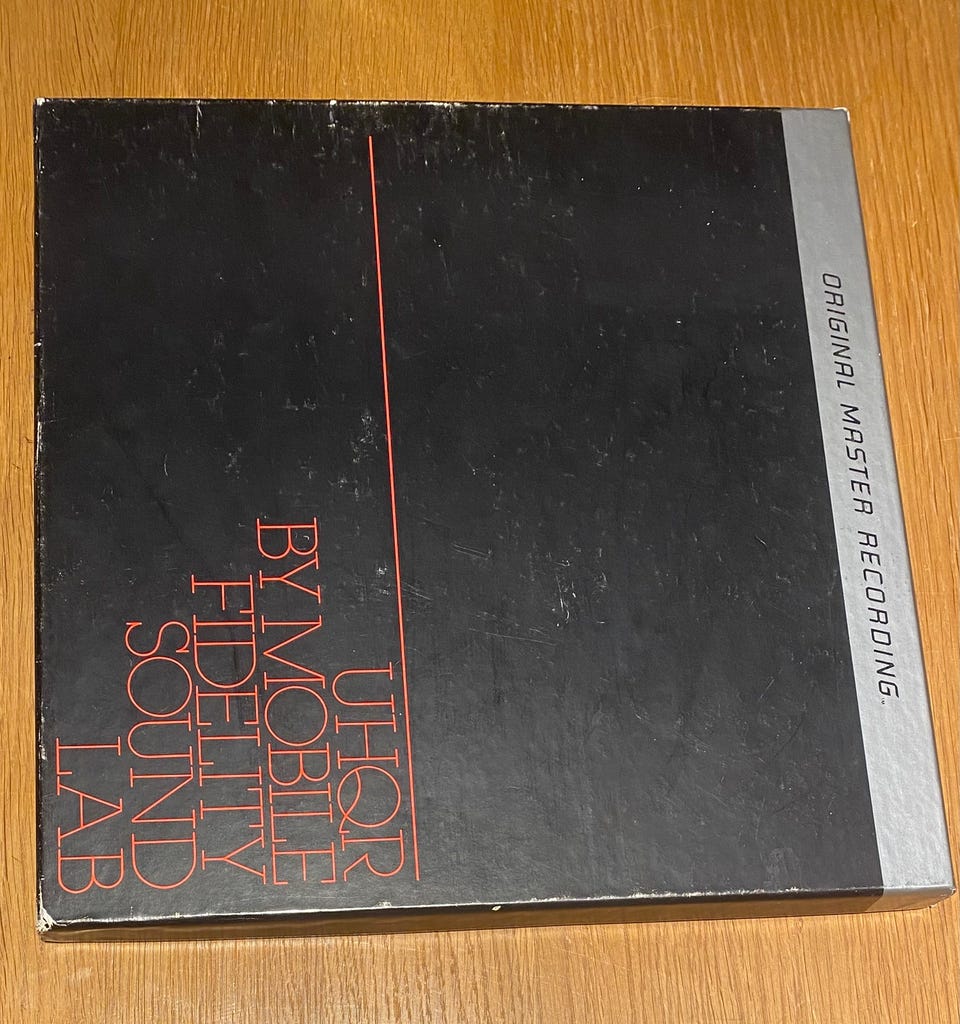 ORIGINAL MASTER RECORDING™
UHQR
BY MOBILE
FIDELITY
SOUND
LAB